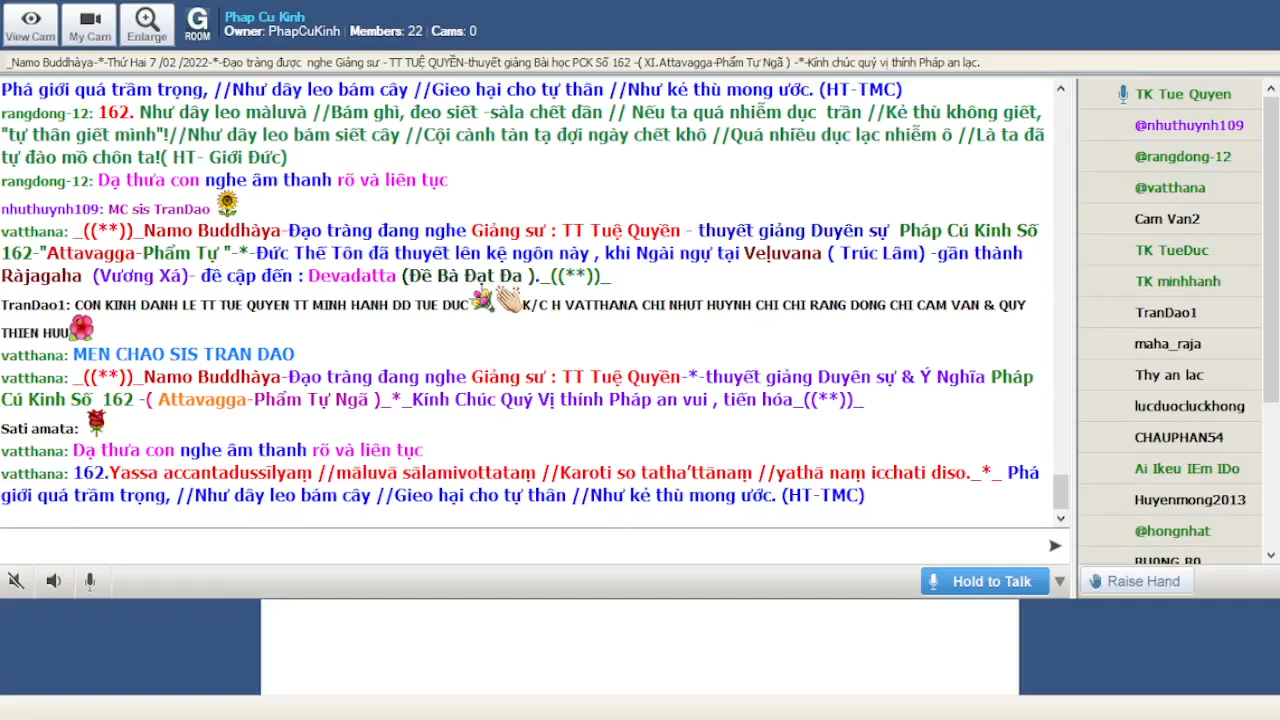 Phap Cu Kinh
View Cam My Cam Enlarge G ROOM Owner: PhapCuKinh Members: 22 Cams: 0
_Namo Buddhàya-*-Thứ Hai 7 /02 /2022-*-Đạo tràng được nghe Giảng sư - TT TUỆ QUYỀN-thuyết giảng Bài học PCK Số 162 -( XI.Attavagga-Phẩm Tự Ngã ) -*-Kính chúc quý vị thính Pháp an lạc.
Phá giới quá trầm trọng, //Như dây leo bám cây //Gieo hại cho tự thân //Như kẻ thù mong ước. (HT-TMC)
rangdong-12: 162. Như dây leo màluvà //Bám ghì, đeo siết -sàla chết dần // Nếu ta quá nhiễm dục trần //Kẻ thù không giết,
"tự thân giết mình"!//Như dây leo bám siết cây //Cội cành tàn tạ đợi ngày chết khô //Quá nhiều dục lạc nhiễm ô //Là ta đã
tự đào mồ chôn ta!( HT- Giới Đức)
rangdong-12: Dạ thưa con nghe âm thanh rõ và liên tục
nhuthuynh109: MC sis TranDao
vatthana: _((**))_Namo Buddhàya-Đạo tràng đang nghe Giảng sư : TT Tuệ Quyền - thuyết giảng Duyên sự Pháp Cú Kinh Số
162-"Attavagga-Phẩm Tự "-*-Đức Thế Tôn đã thuyết lên kệ ngôn này , khi Ngài ngự tại Veḷuvana ( Trúc Lâm) -gần thành
Ràjagaha (Vương Xá)- đề cập đến : Devadatta (Đề Bà Đạt Đa )._((**))_
TranDao1: CON KINH DANH LE TT TUE QUYEN TT MINH HANH DD TUE DUC K/C H VATTHANA CHI NHUT HUYNH CHI CHI RANG DONG CHI CAM VAN & QUY
THIEN HUU
vatthana: MEN CHAO SIS TRAN DAO
vatthana: _((**))_Namo Buddhàya-Đạo tràng đang nghe Giảng sư : TT Tuệ Quyền-*-thuyết giảng Duyên sự & Ý Nghĩa Pháp
Cú Kinh Số 162 -( Attavagga-Phẩm Tự Ngã )_*_Kính Chúc Quý Vị thính Pháp an vui , tiến hóa_((**))_
Sati amata:
vatthana: Dạ thưa con nghe âm thanh rõ và liên tục
vatthana: 162.Yassa accantadussīlyaṃ //māluvā sālamivottataṃ //Karoti so tatha'ttānaṃ //yathā naṃ icchati diso._*_ Phá
giới quá trầm trọng, //Như dây leo bám cây //Gieo hại cho tự thân //Như kẻ thù mong ước. (HT-TMC)
Hold to Talk
TK Tue Quyen
@nhuthuynh109
@rangdong-12
@vatthana
Cam Van2
TK TueDuc
TK minhhanh
TranDao1
maha_raja
Thy an lac
lucduocluckhong
CHAUPHAN54
Ai Ikeu IEm IDo
Huyenmong2013
@hongnhat
Raise Hand